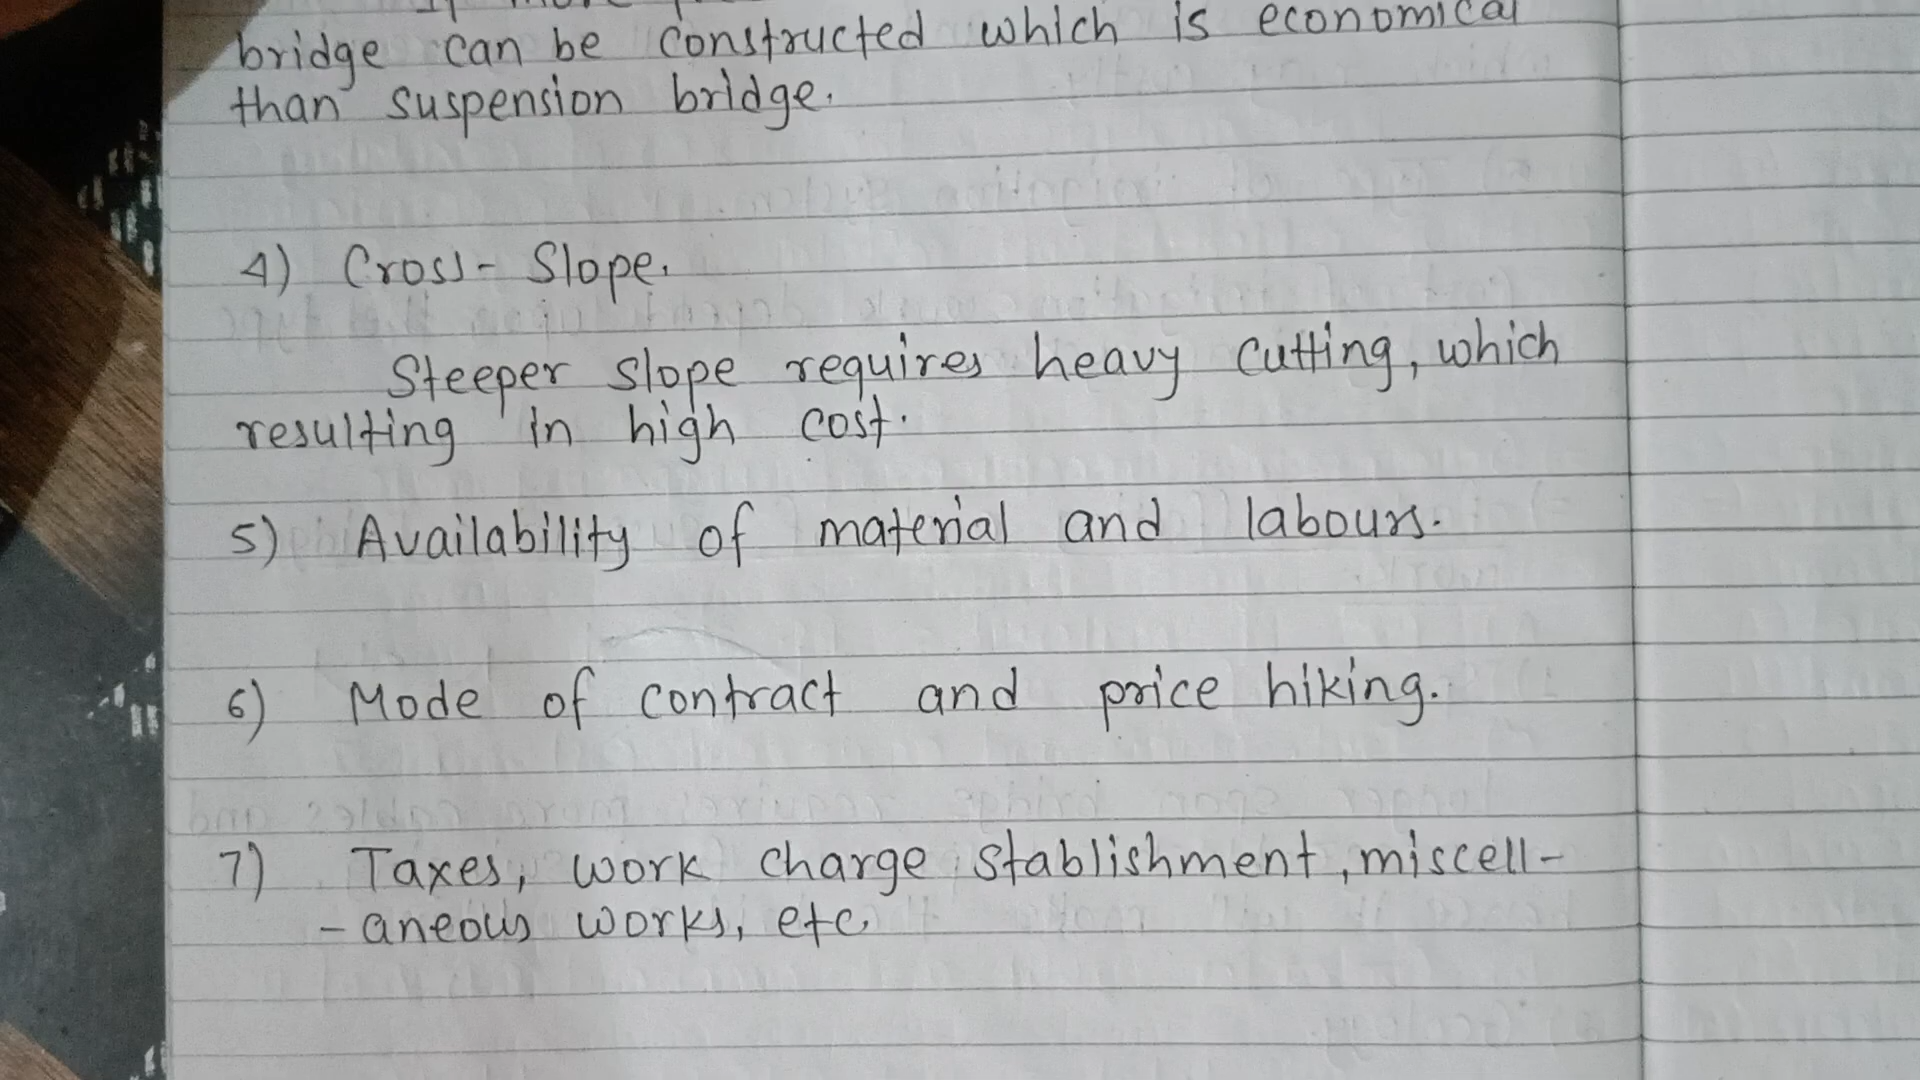 bridge can be constructed which is economical
than suspension bridge.
4) Cross- Slope.
Steeper slope requires heavy cutting, which
resulting in high cost.
5) Availability of material and labours.
6) Mode of contract and price hiking.
7) Taxes, work charge stablishment, miscell-
- aneous works, etc.